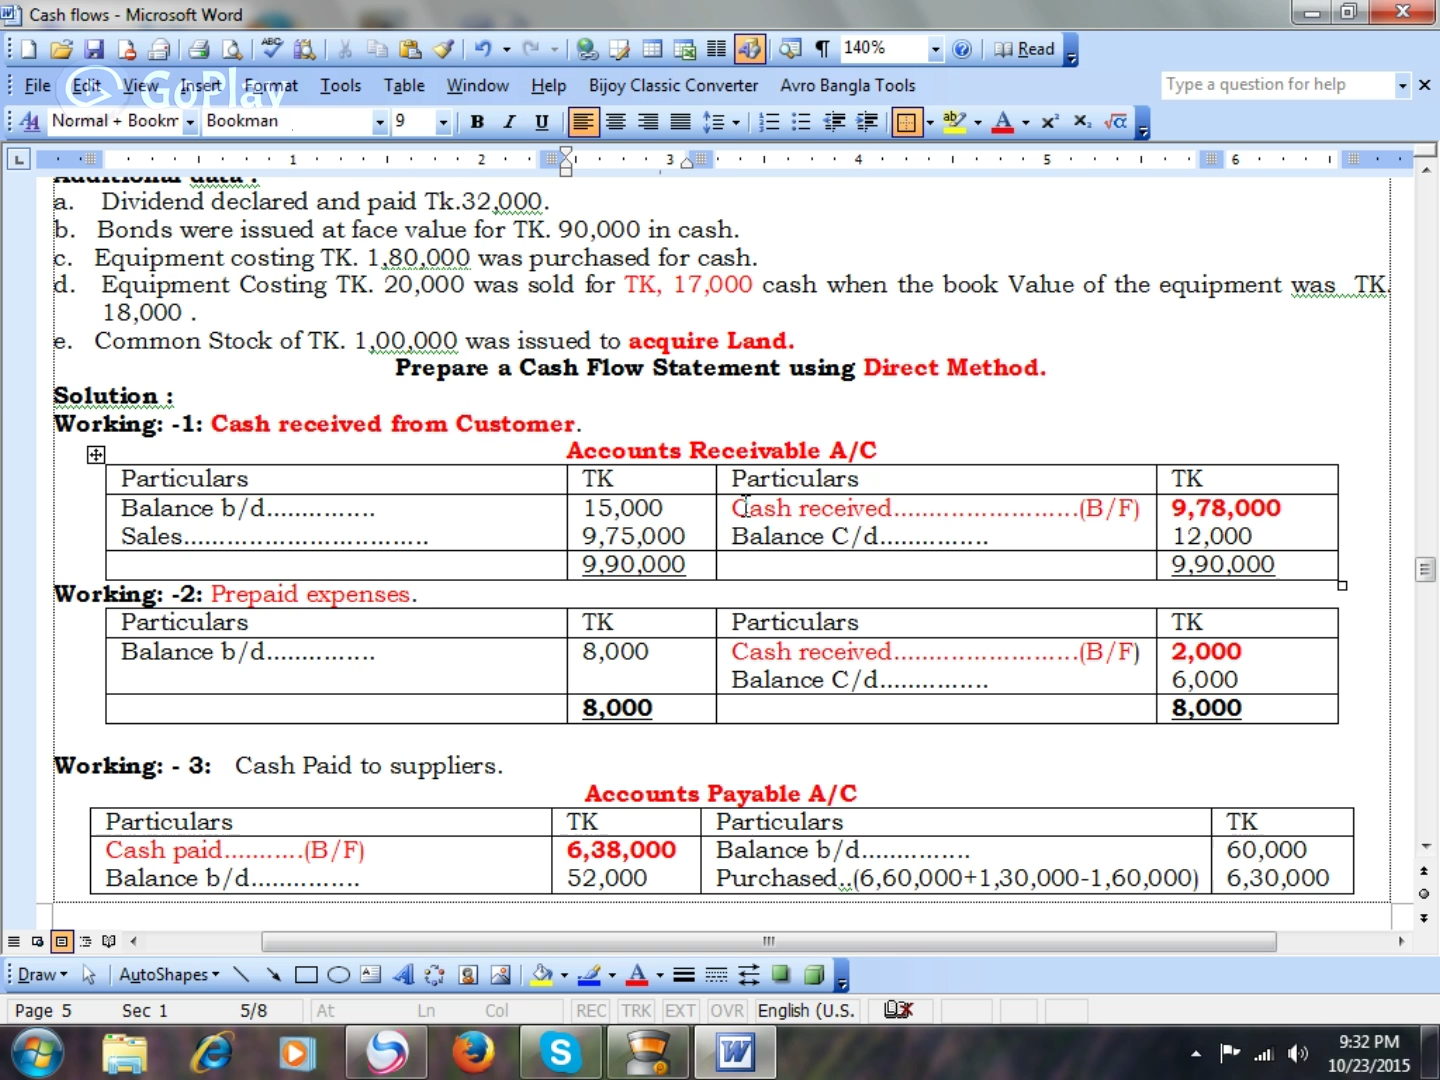 Cash flows - Microsoft Word
140%
Read
File Edit View Insert Format Tools Table Window Help Bijoy Classic Converter Avro Bangla Tools
Type a question for help
GoPlay
Normal + Bookm Bookman 9 B I U
1 2 3 4 5 6
Additional data :
a. Dividend declared and paid Tk.32,000.
b. Bonds were issued at face value for TK. 90,000 in cash.
c. Equipment costing TK. 1,80,000 was purchased for cash.
d. Equipment Costing TK. 20,000 was sold for TK, 17,000 cash when the book Value of the equipment was TK.
18,000 .
e. Common Stock of TK. 1,00,000 was issued to acquire Land.
Prepare a Cash Flow Statement using Direct Method.
Solution :
Working: -1: Cash received from Customer.
Accounts Receivable A/C
Particulars TK Particulars TK
Balance b/d............... 15,000 Cash received..........................(B/F) 9,78,000
Sales.................................. 9,75,000 Balance C/d............... 12,000
9,90,000 9,90,000
Working: -2: Prepaid expenses.
Particulars TK Particulars TK
Balance b/d............... 8,000 Cash received..........................(B/F) 2,000
Balance C/d............... 6,000
8,000 8,000
Working: - 3: Cash Paid to suppliers.
Accounts Payable A/C
Particulars TK Particulars TK
Cash paid...........(B/F) 6,38,000 Balance b/d............... 60,000
Balance b/d............... 52,000 Purchased..(6,60,000+1,30,000-1,60,000) 6,30,000
Draw AutoShapes
Page 5 Sec 1 5/8 At Ln Col REC TRK EXT OVR English (U.S.
9:32 PM
10/23/2015